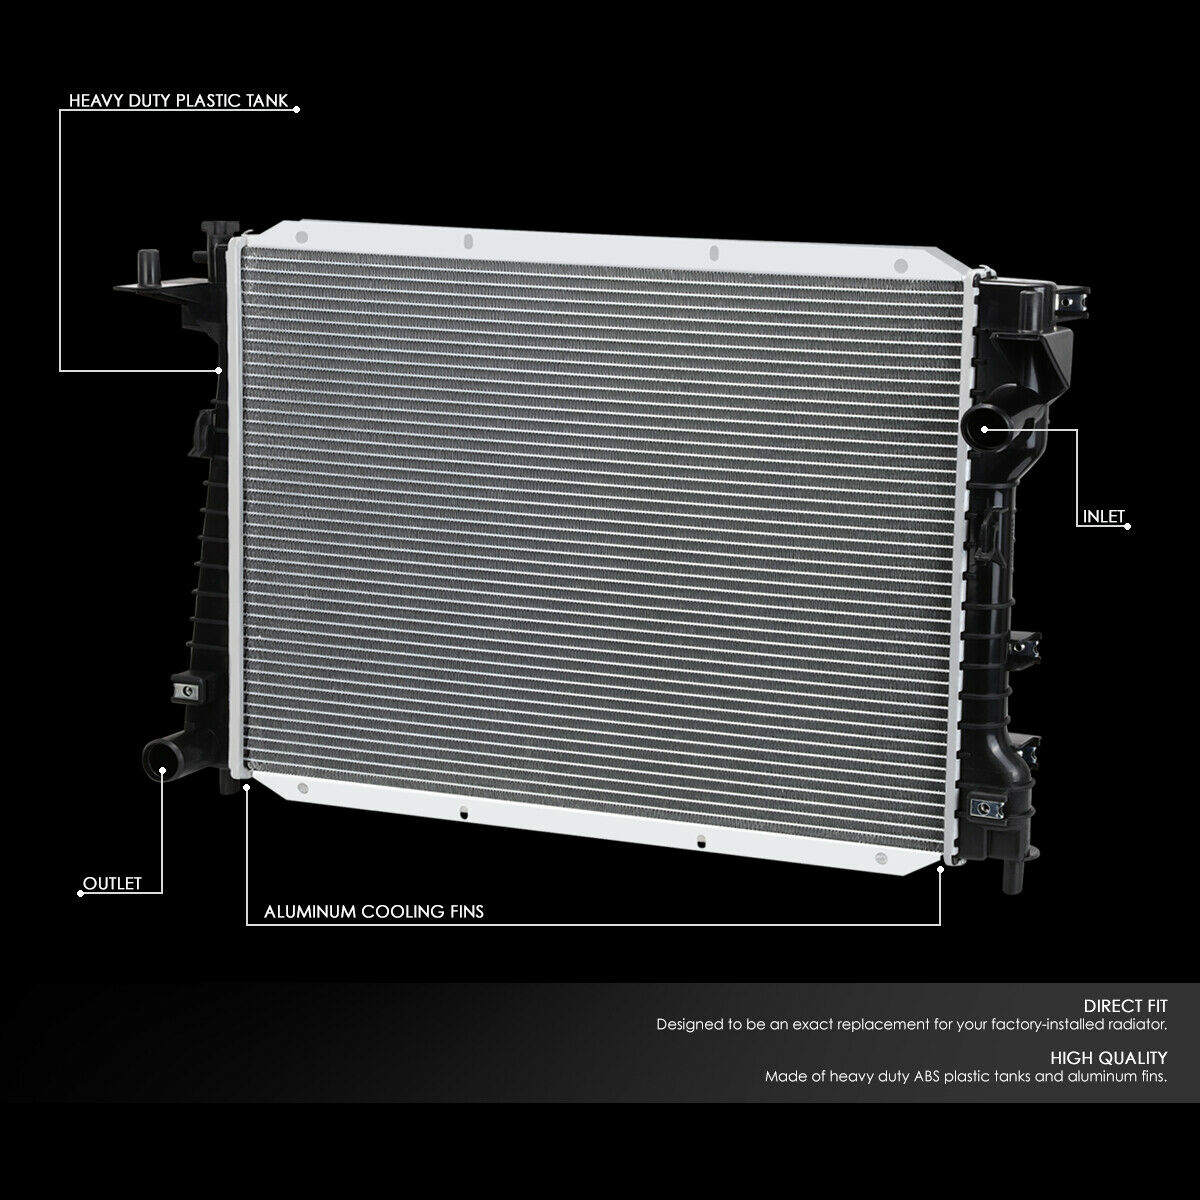 HEAVY DUTY PLASTIC TANK
INLET
OUTLET
ALUMINUM COOLING FINS
DIRECT FIT
Designed to be an exact replacement for your factory-installed radiator.
HIGH QUALITY
Made of heavy duty ABS plastic tanks and aluminum fins.